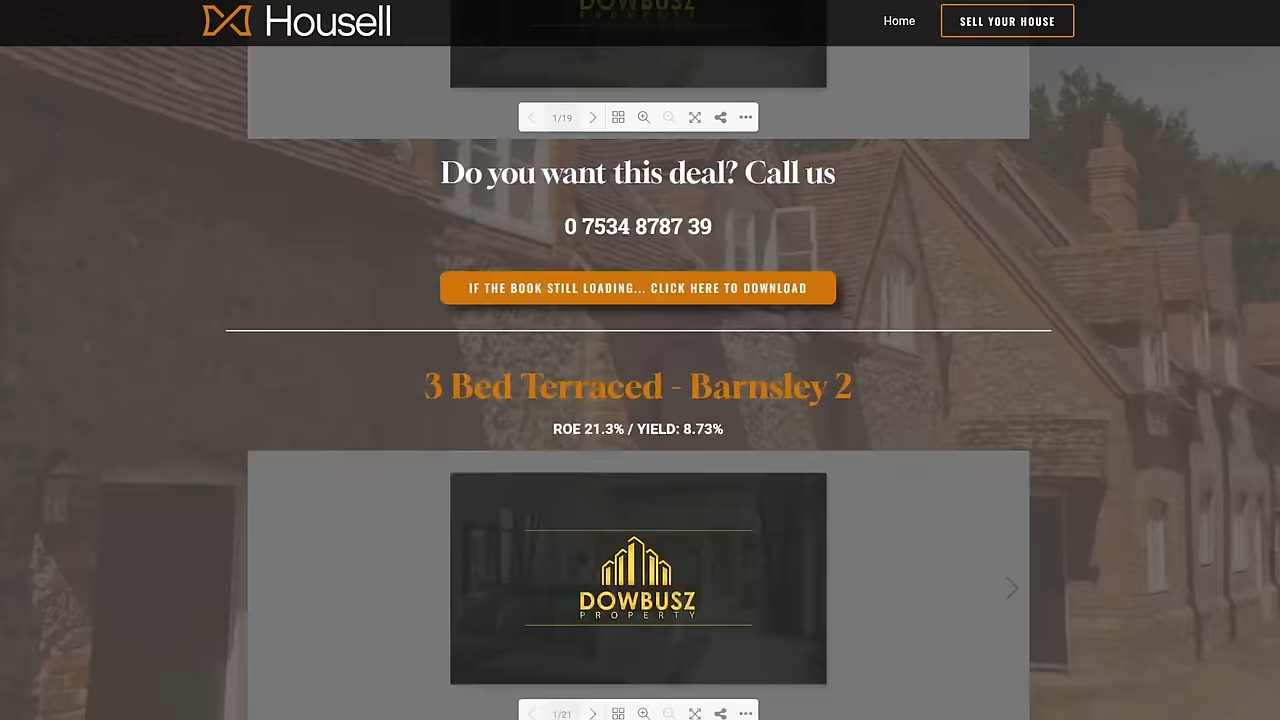 DOWBUSZ
PROPERTY
Housell
Home
SELL YOUR HOUSE
1/19
Do you want this deal? Call us
0 7534 8787 39
IF THE BOOK STILL LOADING... CLICK HERE TO DOWNLOAD
3 Bed Terraced - Barnsley 2
ROE 21.3% / YIELD: 8.73%
DOWBUSZ
PROPERTY
1/21